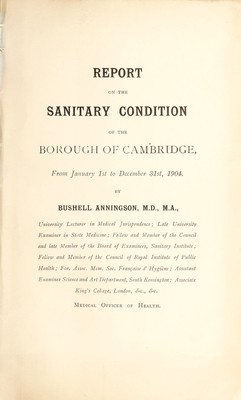 REPORT
ON THE
SANITARY CONDITION
OF THE
BOROUGH OF CAMBRIDGE,
From January 1st to December 31st, 1904.
BY
BUSHELL ANNINGSON, M.D., M.A.,
University Lecturer in Medical Jurisprudence; Late University
Examiner in State Medicine; Fellow and Member of the Council
and late Member of the Board of Examiners, Sanitary Institute;
Fellow and Member of the Council of Royal Institute of Public
Health; For. Asso. Mem. Soc. Française d'Hygiène; Assistant
Examiner Science and Art Department, South Kensington; Associate
King's College, London, &c., &c.
MEDICAL OFFICER OF HEALTH.